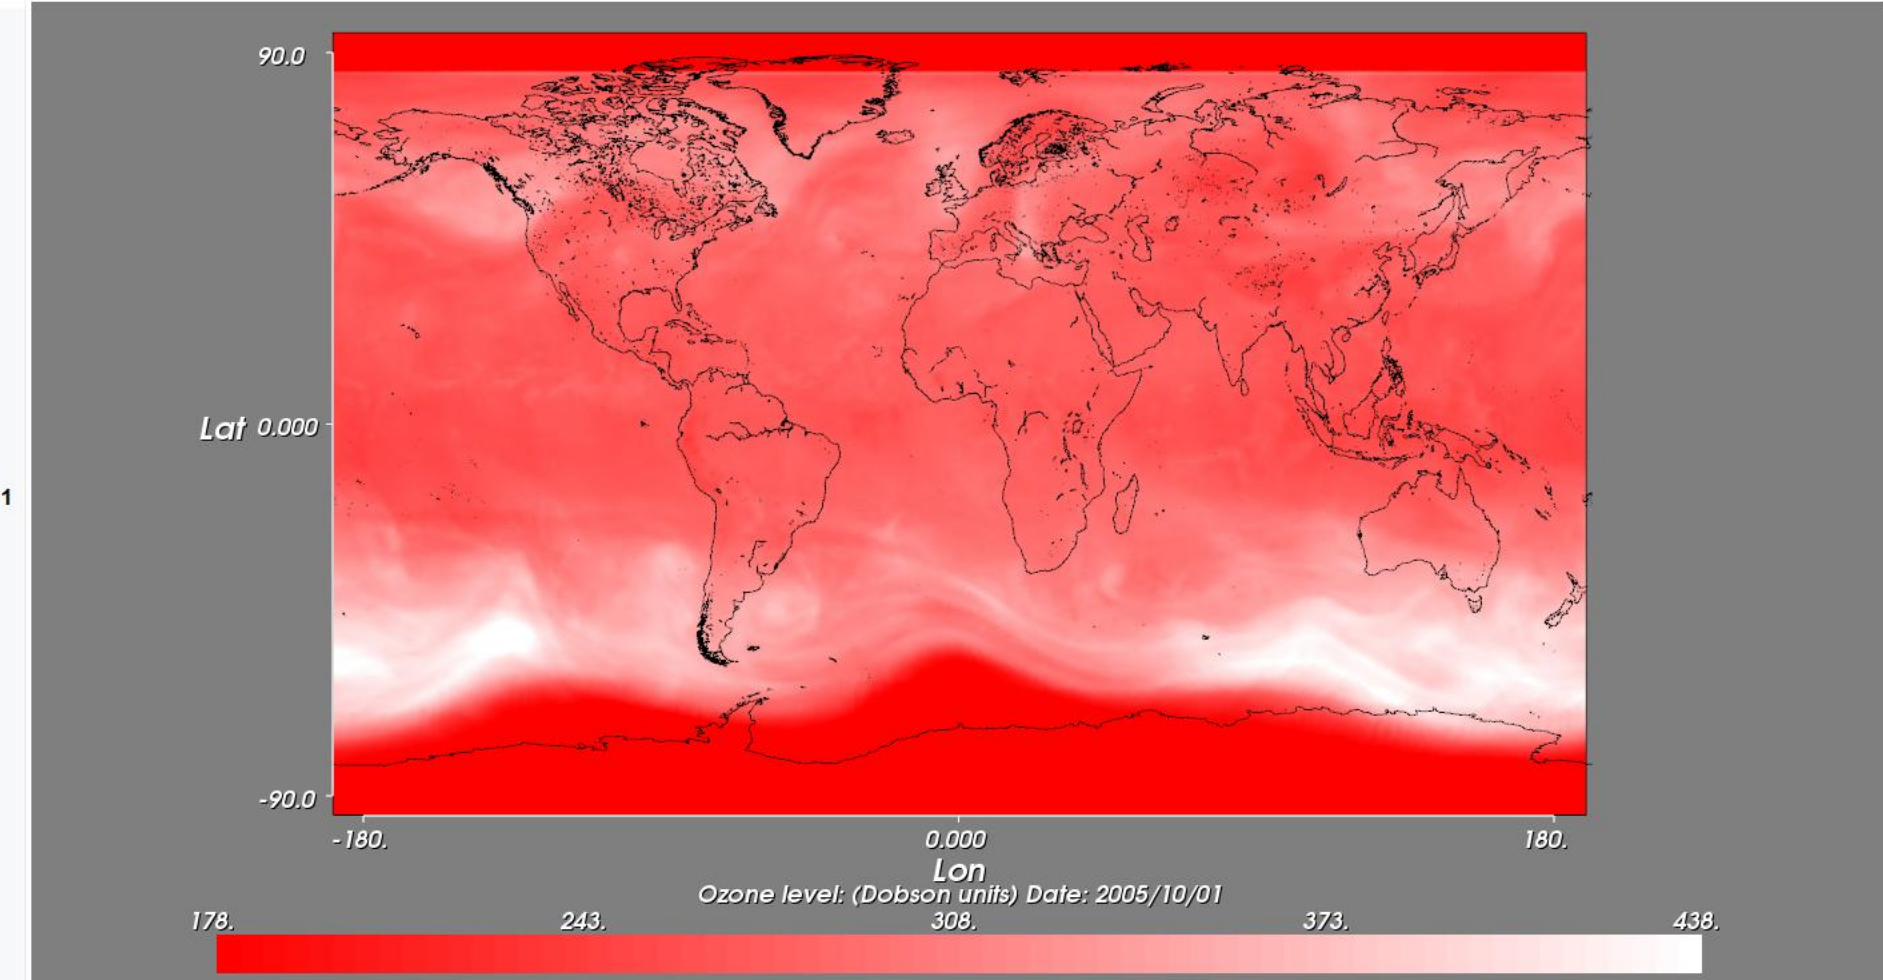 1
90.0
Lat 0.000
-90.0
-180. 0.000 180.
Lon
Ozone level: (Dobson units) Date: 2005/10/01
178. 243. 308. 373. 438.